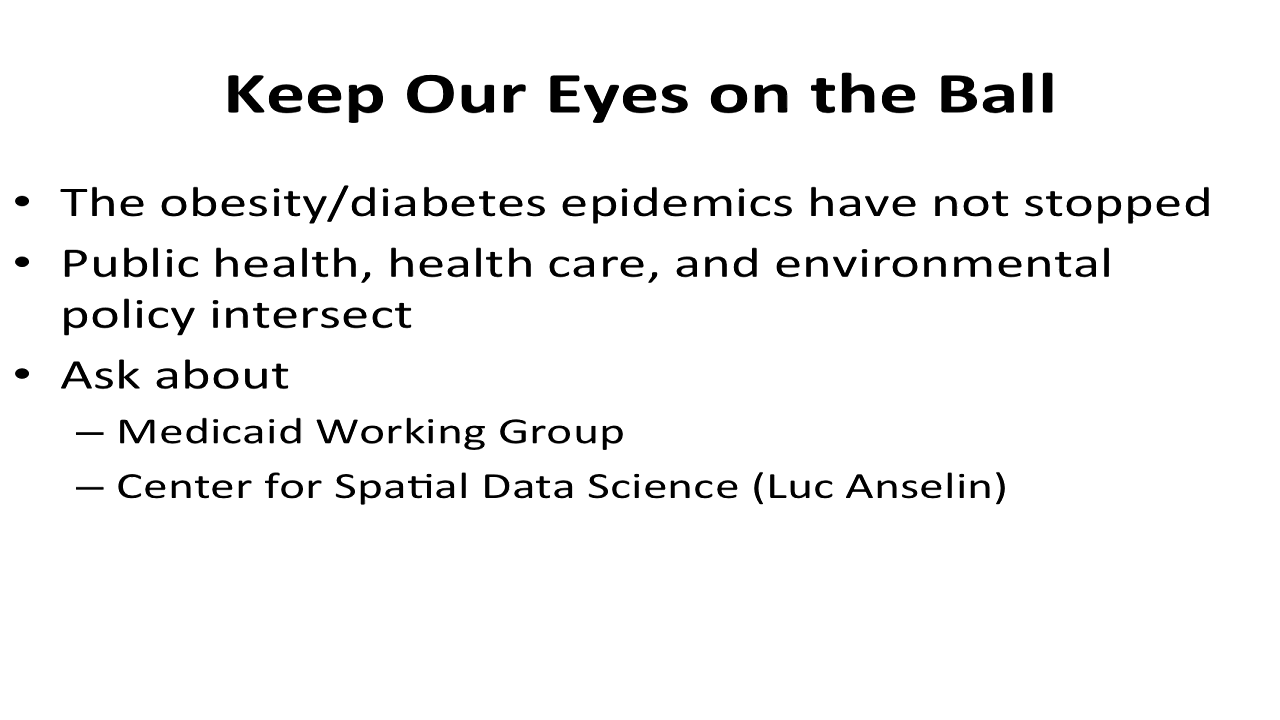 Keep Our Eyes on the Ball
• The obesity/diabetes epidemics have not stopped
• Public health, health care, and environmental
policy intersect
• Ask about
– Medicaid Working Group
– Center for Spatial Data Science (Luc Anselin)